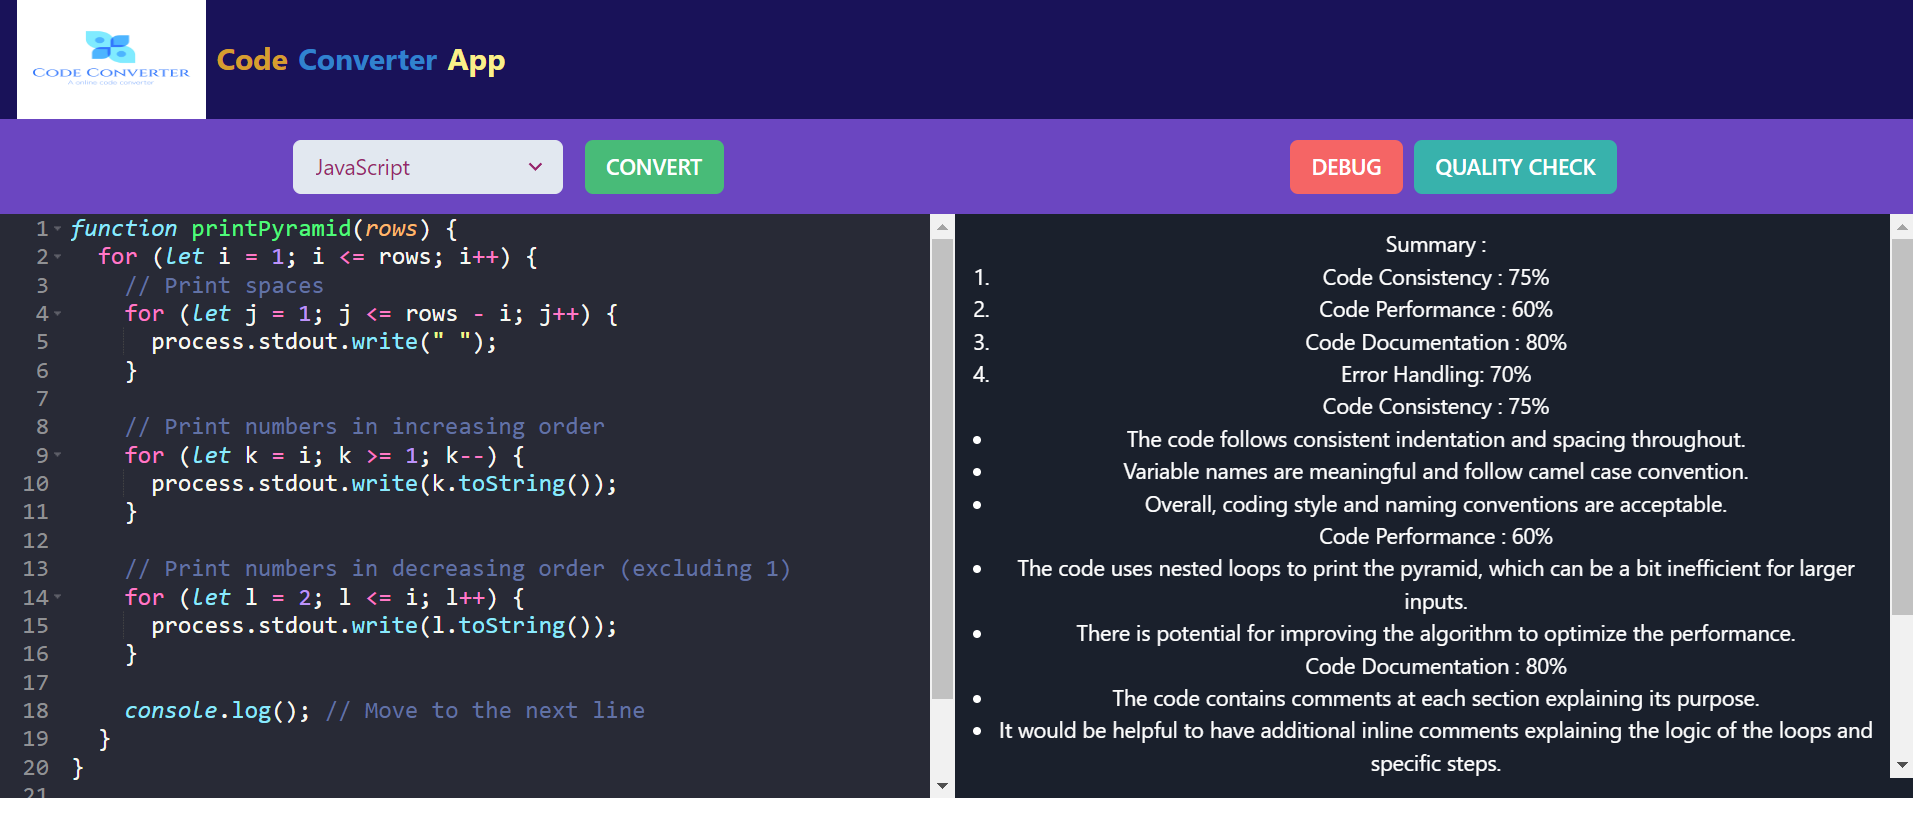 CODE CONVERTER
A online code converter
Code Converter App
JavaScript
CONVERT
DEBUG
QUALITY CHECK
1 function printPyramid(rows) {
2 for (let i = 1; i <= rows; i++) {
3 // Print spaces
4 for (let j = 1; j <= rows - i; j++) {
5 process.stdout.write(" ");
6 }
7
8 // Print numbers in increasing order
9 for (let k = i; k >= 1; k--) {
10 process.stdout.write(k.toString());
11 }
12
13 // Print numbers in decreasing order (excluding 1)
14 for (let l = 2; l <= i; l++) {
15 process.stdout.write(l.toString());
16 }
17
18 console.log(); // Move to the next line
19 }
20 }
21
Summary :
1. Code Consistency : 75%
2. Code Performance : 60%
3. Code Documentation : 80%
4. Error Handling: 70%
Code Consistency : 75%
• The code follows consistent indentation and spacing throughout.
• Variable names are meaningful and follow camel case convention.
• Overall, coding style and naming conventions are acceptable.
Code Performance : 60%
• The code uses nested loops to print the pyramid, which can be a bit inefficient for larger
inputs.
• There is potential for improving the algorithm to optimize the performance.
Code Documentation : 80%
• The code contains comments at each section explaining its purpose.
• It would be helpful to have additional inline comments explaining the logic of the loops and
specific steps.